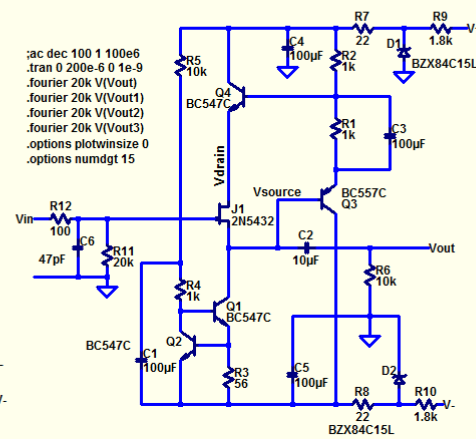 ;ac dec 100 1 100e6
.tran 0 200e-6 0 1e-9
.fourier 20k V(Vout)
.fourier 20k V(Vout1)
.fourier 20k V(Vout2)
.fourier 20k V(Vout3)
.options plotwinsize 0
.options numdgt 15
R5
10k
C4
100µF
R7
22
D1
BZX84C15L
R9
1.8k
V-
R2
1k
Q4
BC547C
R1
1k
C3
100µF
Vdrain
Vsource
BC557C
Q3
J1
2N5432
Vin
R12
100
C6
47pF
R11
20k
C2
10µF
Vout
R6
10k
R4
1k
Q1
BC547C
Q2
BC547C
C1
100µF
R3
56
C5
100µF
D2
R8
22
BZX84C15L
R10
1.8k
V-
V-